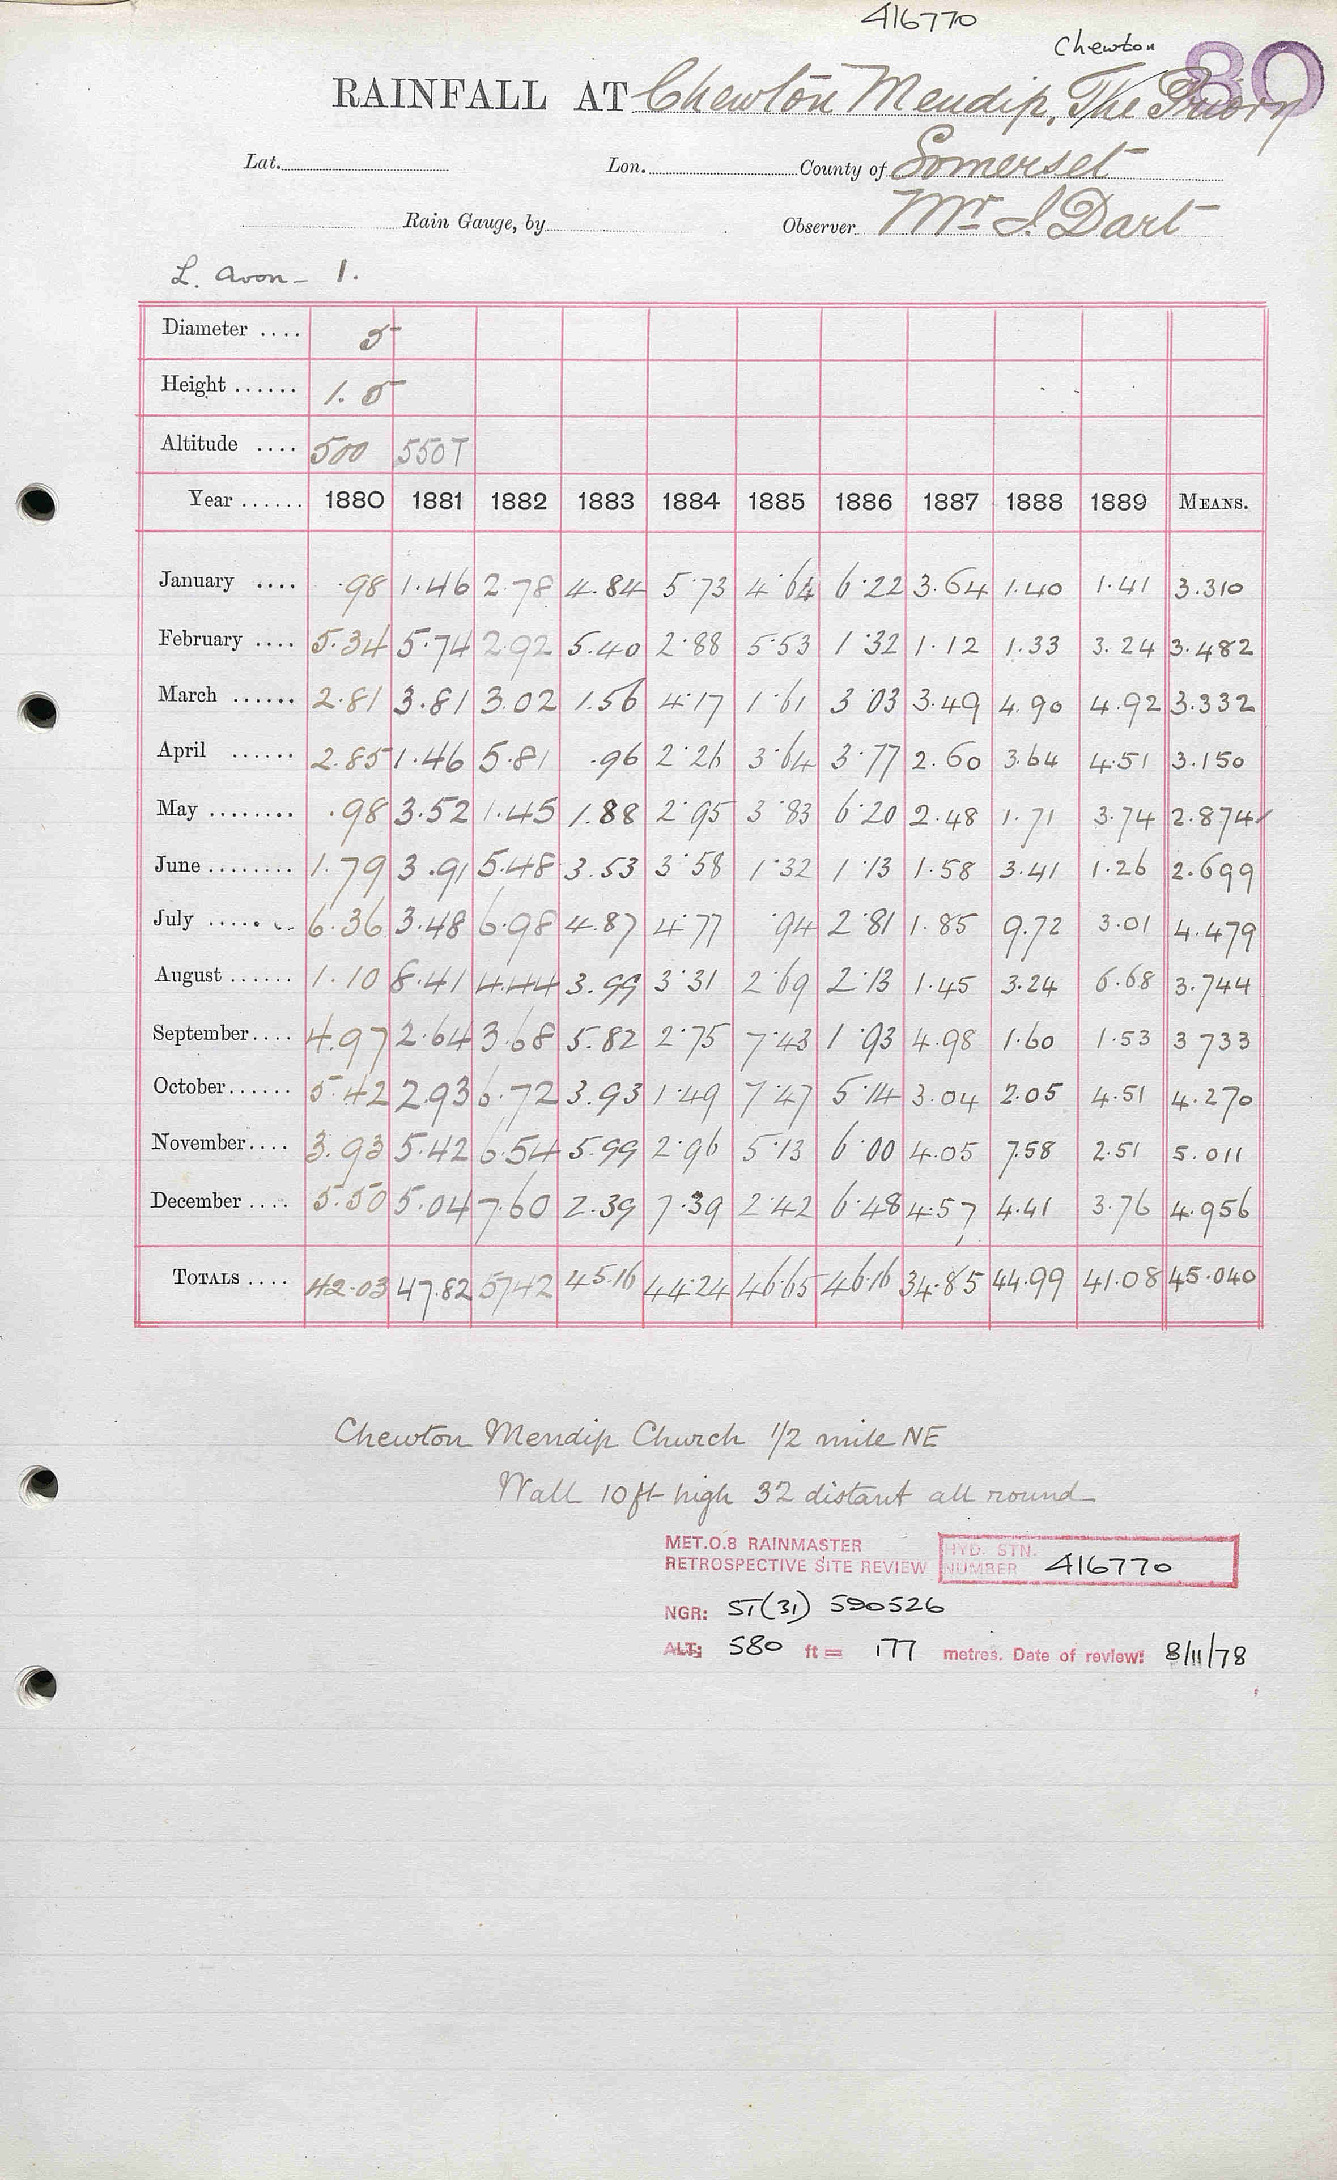 416770
Chewton
80
RAINFALL AT Chewton Mendip, The Priory
Lat. Lon. County of Somerset
Rain Gauge, by Observer Mr J. Dart
L. Avon - 1.
Diameter .... 5
Height ...... 1.5
Altitude .... 500 550T
Year ...... 1880 1881 1882 1883 1884 1885 1886 1887 1888 1889 MEANS.
January .... .98 1.46 2.78 4.84 5.73 4.64 6.22 3.64 1.40 1.41 3.310
February .... 5.34 5.74 2.92 5.40 2.88 5.53 1.32 1.12 1.33 3.24 3.482
March ...... 2.81 3.81 3.02 1.56 4.17 1.61 3.03 3.49 4.90 4.92 3.332
April ...... 2.85 1.46 5.81 .96 2.26 3.64 3.77 2.60 3.64 4.51 3.150
May ........ .98 3.52 1.45 1.88 2.95 3.83 6.20 2.48 1.71 3.74 2.874
June ........ 1.79 3.91 5.48 3.53 3.58 1.32 1.13 1.58 3.41 1.26 2.699
July ........ 6.36 3.48 6.98 4.87 4.77 .94 2.81 1.85 9.72 3.01 4.479
August ...... 1.10 8.41 4.44 3.99 3.31 2.69 2.13 1.45 3.24 6.68 3.744
September .... 4.97 2.64 3.68 5.82 2.75 7.43 1.93 4.98 1.60 1.53 3 733
October ...... 5.42 2.93 6.72 3.93 1.49 7.47 5.14 3.04 2.05 4.51 4.270
November .... 3.93 5.42 6.54 5.99 2.96 5.13 6.00 4.05 7.58 2.51 5.011
December .... 5.50 5.04 7.60 2.39 7.39 2.42 6.48 4.57 4.41 3.76 4.956
TOTALS .... 42.03 47.82 57.42 45.16 44.24 46.65 46.16 34.85 44.99 41.08 45.040
Chewton Mendip Church 1/2 mile NE
Wall 10ft high 32 distant all round
MET.O.8 RAINMASTER
RETROSPECTIVE SITE REVIEW
HYD. STN. NUMBER 416770
NGR: ST(31) 590526
ALT: 580 ft = 177 metres. Date of review: 8/11/78